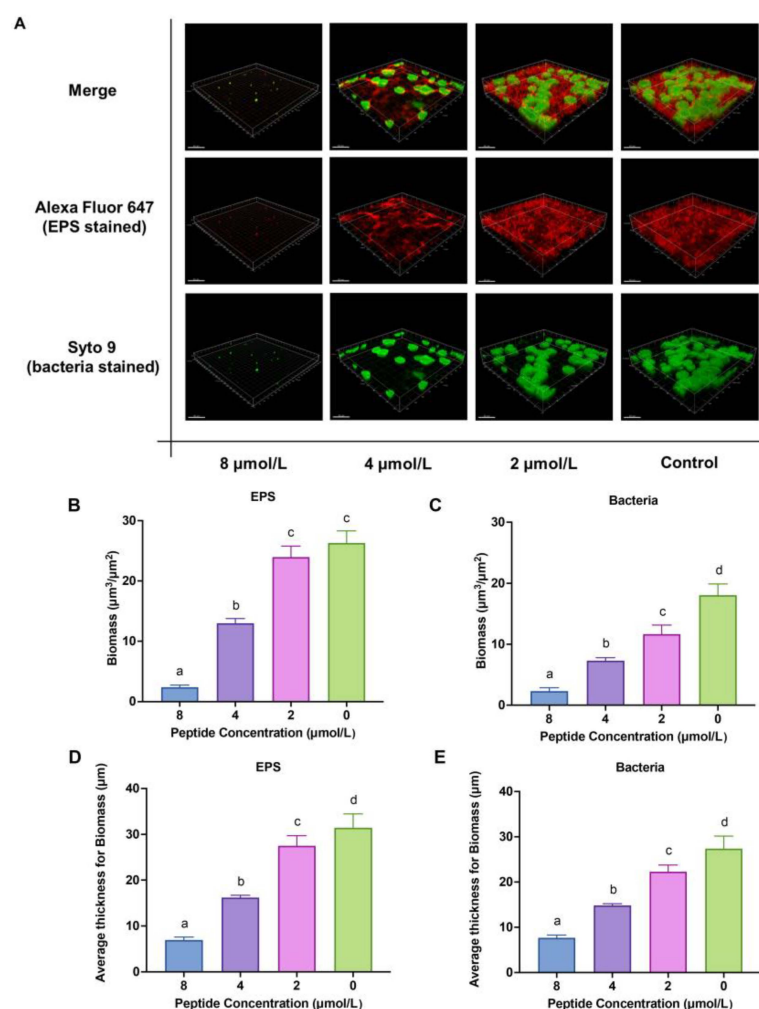 A
Merge
Alexa Fluor 647
(EPS stained)
Syto 9
(bacteria stained)
8 µmol/L 4 µmol/L 2 µmol/L Control
B
EPS
Biomass (µm³/µm²)
30
20
10
0
a
b
c
c
8 4 2 0
Peptide Concentration (µmol/L)
C
Bacteria
Biomass (µm³/µm²)
30
20
10
0
a
b
c
d
8 4 2 0
Peptide Concentration (µmol/L)
D
EPS
Average thickness for Biomass (µm)
40
30
20
10
0
a
b
c
d
8 4 2 0
Peptide Concentration (µmol/L)
E
Bacteria
Average thickness for Biomass (µm)
40
30
20
10
0
a
b
c
d
8 4 2 0
Peptide Concentration (µmol/L)